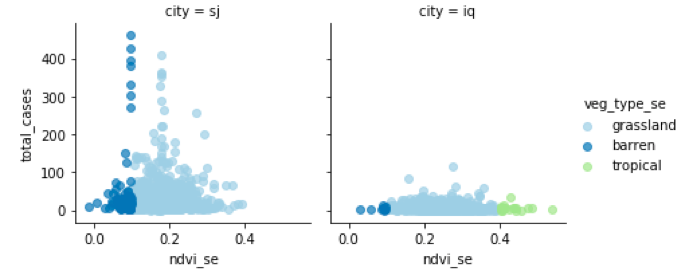 city = sj
city = iq
total_cases
400
300
200
100
0
0.0 0.2 0.4
0.0 0.2 0.4
ndvi_se
ndvi_se
veg_type_se
grassland
barren
tropical